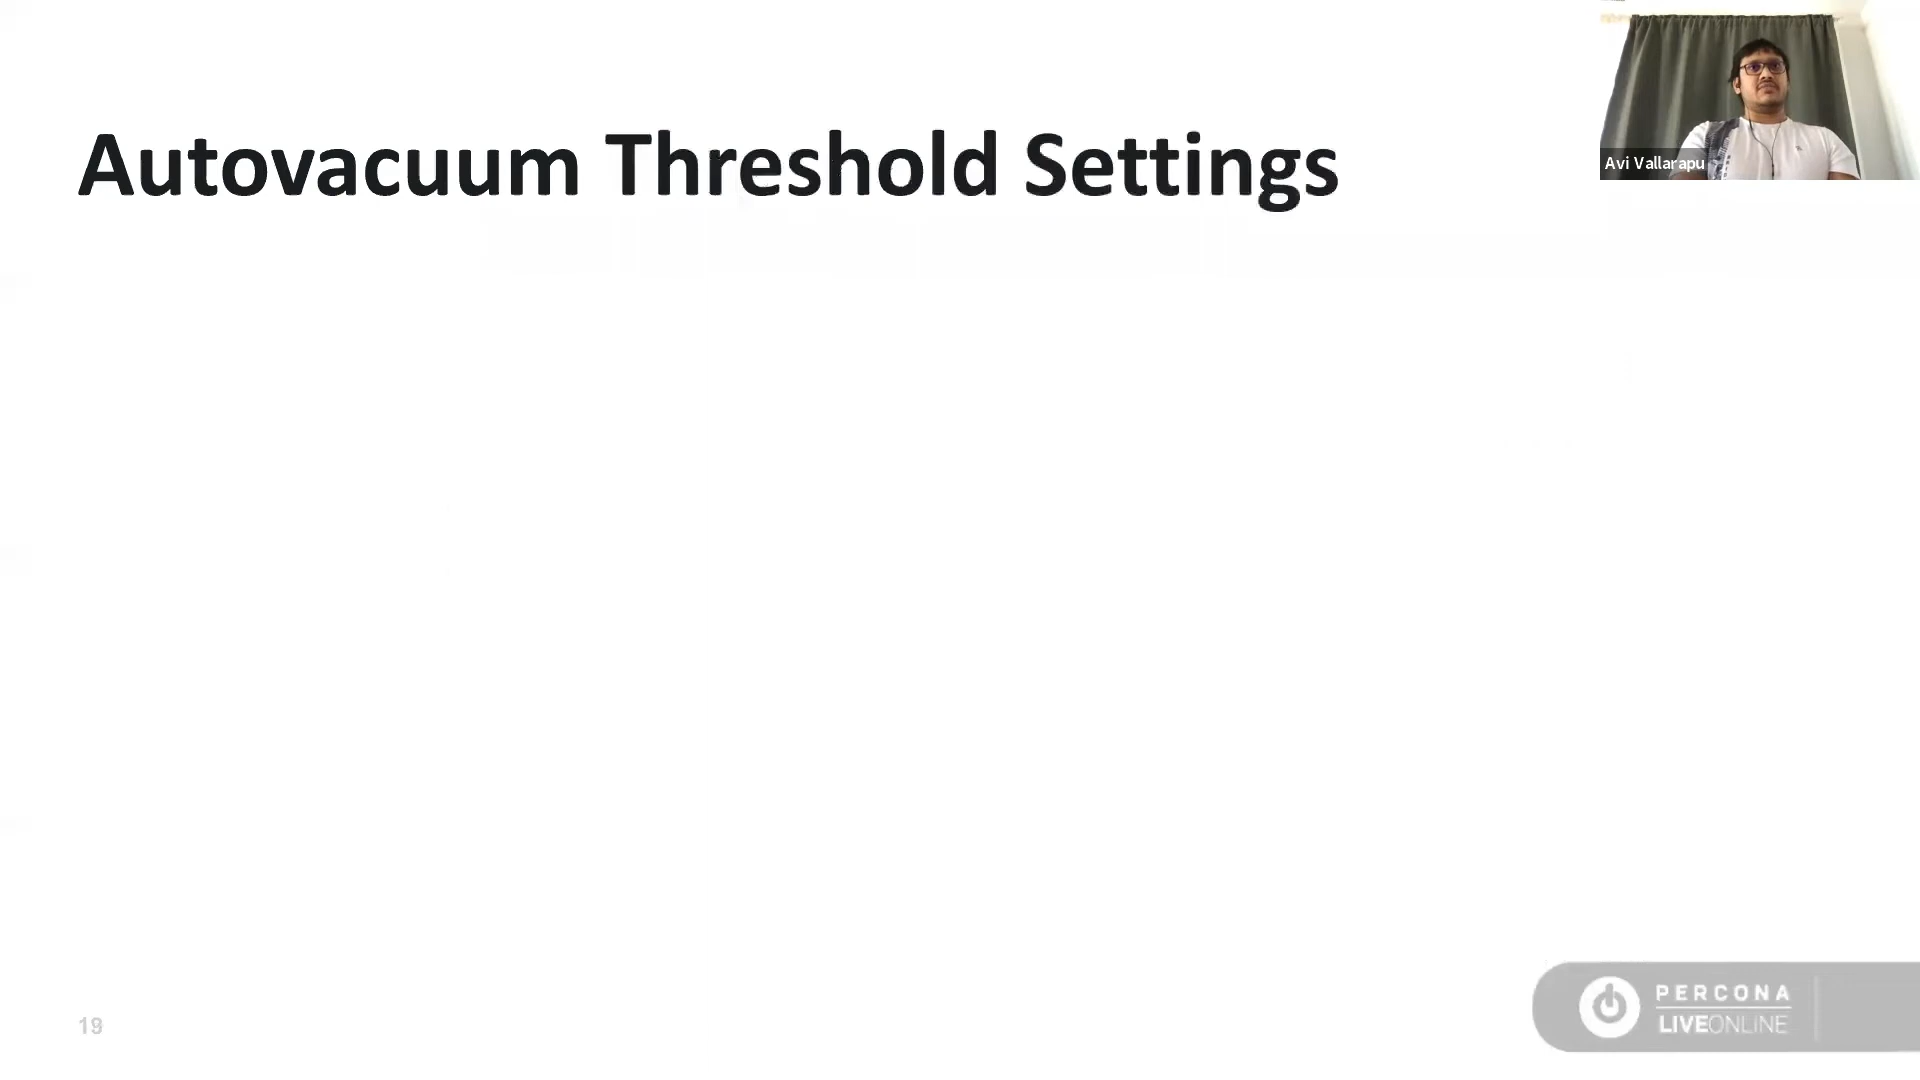 Autovacuum Threshold Settings
Avi Vallarapu
19
PERCONA
LIVEONLINE